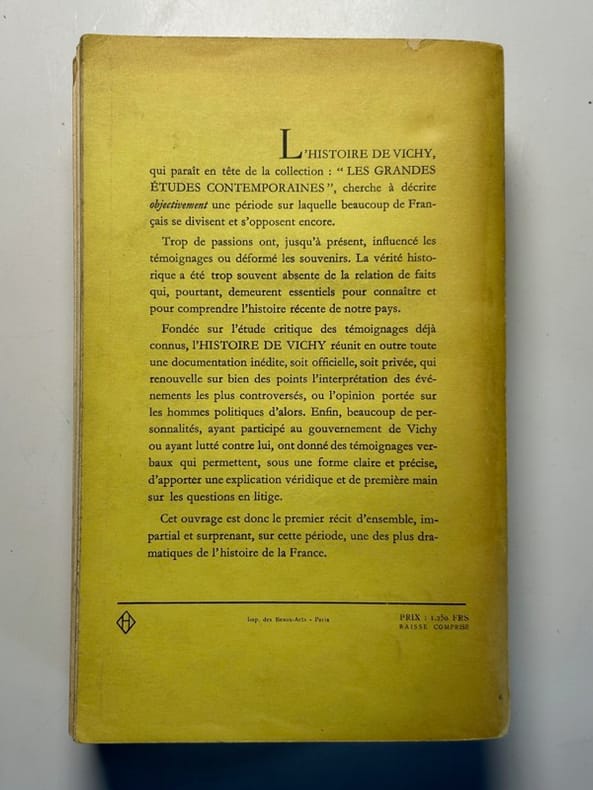 L'HISTOIRE DE VICHY,
qui paraît en tête de la collection : “ LES GRANDES
ÉTUDES CONTEMPORAINES ”, cherche à décrire
objectivement une période sur laquelle beaucoup de Fran-
çais se divisent et s'opposent encore.
Trop de passions ont, jusqu'à présent, influencé les
témoignages ou déformé les souvenirs. La vérité histo-
rique a été trop souvent absente de la relation de faits
qui, pourtant, demeurent essentiels pour connaître et
pour comprendre l'histoire récente de notre pays.
Fondée sur l'étude critique des témoignages déjà
connus, l'HISTOIRE DE VICHY réunit en outre toute
une documentation inédite, soit officielle, soit privée, qui
renouvelle sur bien des points l'interprétation des évé-
nements les plus controversés, ou l'opinion portée sur
les hommes politiques d'alors. Enfin, beaucoup de per-
sonnalités, ayant participé au gouvernement de Vichy
ou ayant lutté contre lui, ont donné des témoignages ver-
baux qui permettent, sous une forme claire et précise,
d'apporter une explication véridique et de première main
sur les questions en litige.
Cet ouvrage est donc le premier récit d'ensemble, im-
partial et surprenant, sur cette période, une des plus dra-
matiques de l'histoire de la France.
H Imp. des Beaux-Arts - Paris PRIX : 1.250 FRS
BAISSE COMPRISE